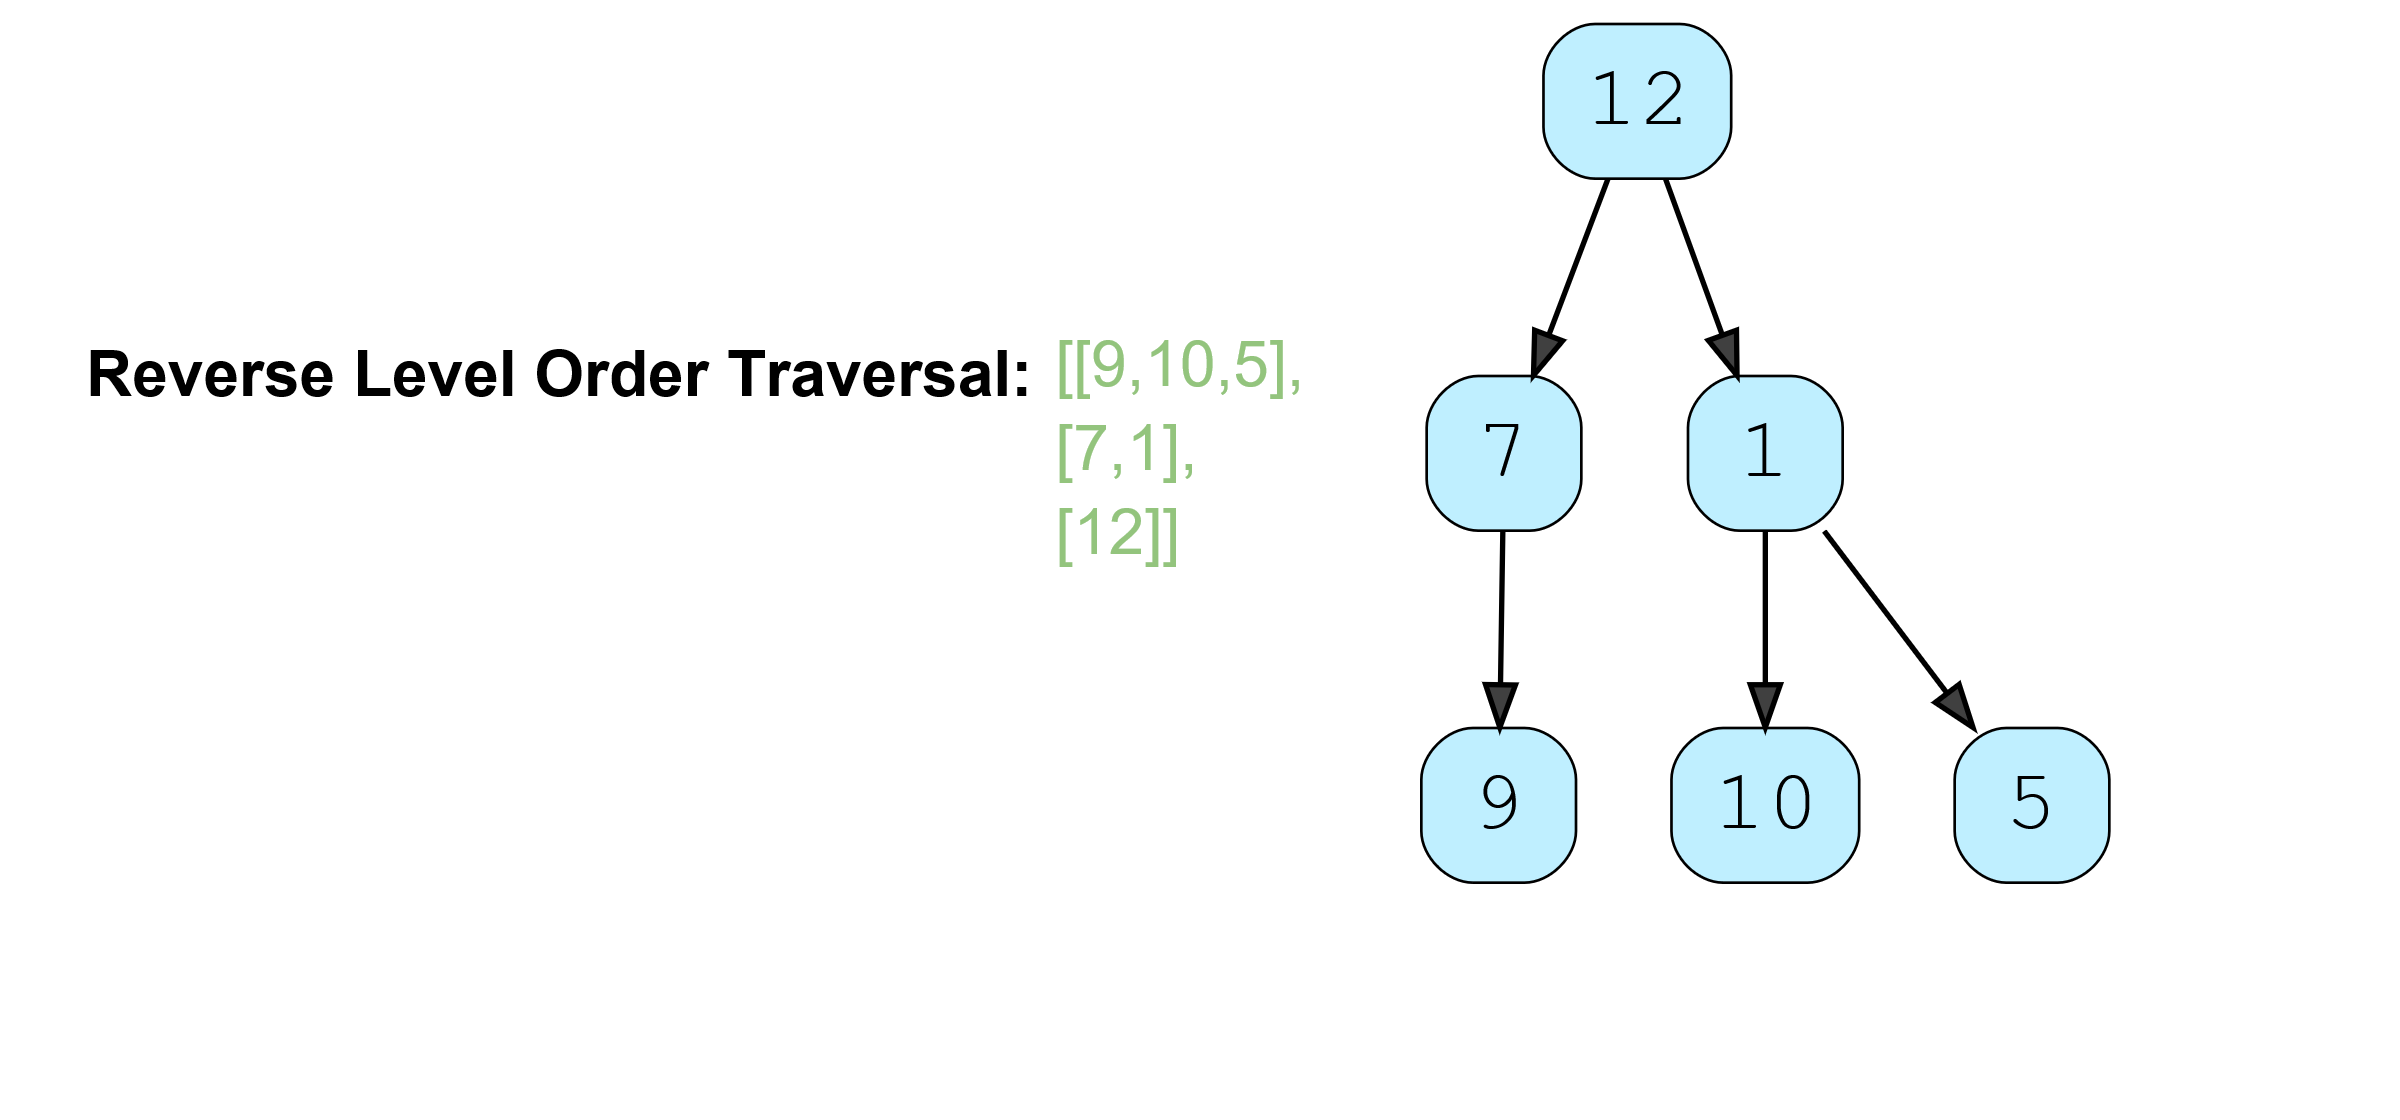 12
Reverse Level Order Traversal: [[9,10,5],
[7,1],
[12]]
7 1
9 10 5